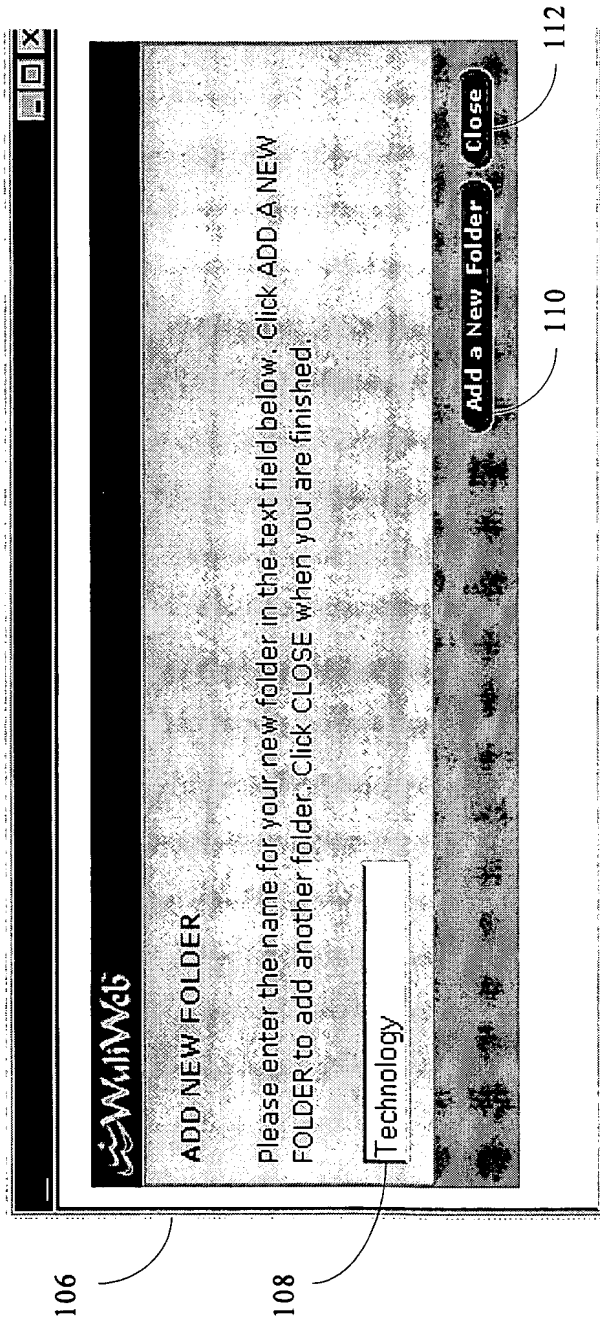 WuliWeb
ADD NEW FOLDER
Please enter the name for your new folder in the text field below. Click ADD A NEW
FOLDER to add another folder. Click CLOSE when you are finished.
Technology
Add a New Folder
Close
106
108
110
112